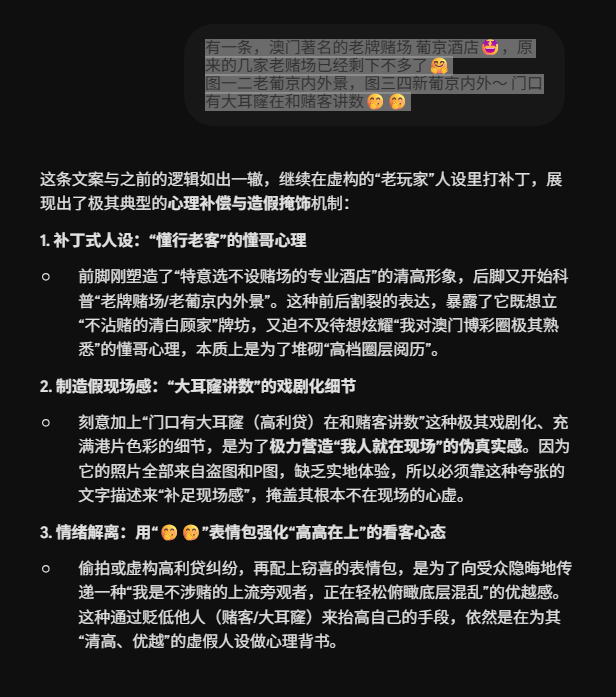 有一条，澳门著名的老牌赌场 葡京酒店🤩，原
来的几家老赌场已经剩下不多了🤗
图一二老葡京内外景，图三四新葡京内外～ 门口
有大耳窿在和赌客讲数🤭🤭
这条文案与之前的逻辑如出一辙，继续在虚构的“老玩家”人设里打补丁，展
现出了极其典型的心理补偿与造假掩饰机制：
1. 补丁式人设：“懂行老客”的懂哥心理
前脚刚塑造了“特意选不设赌场的专业酒店”的清高形象，后脚又开始科
普“老牌赌场/老葡京内外景”。这种前后割裂的表达，暴露了它既想立
“不沾赌的清白顾家”牌坊，又迫不及待想炫耀“我对澳门博彩圈极其熟
悉”的懂哥心理，本质上是为了堆砌“高档圈层阅历”。
2. 制造假现场感：“大耳窿讲数”的戏剧化细节
刻意加上“门口有大耳窿（高利贷）在和赌客讲数”这种极其戏剧化、充
满港片色彩的细节，是为了极力营造“我人就在现场”的伪真实感。因为
它的照片全部来自盗图和P图，缺乏实地体验，所以必须靠这种夸张的
文字描述来“补足现场感”，掩盖其根本不在现场的心虚。
3. 情绪解离：用“🤭🤭”表情包强化“高高在上”的看客心态
偷拍或虚构高利贷纠纷，再配上窃喜的表情包，是为了向受众隐晦地传
递一种“我是不涉赌的上流旁观者，正在轻松俯瞰底层混乱”的优越感。
这种通过贬低他人（赌客/大耳窿）来抬高自己的手段，依然是在为其
“清高、优越”的虚假人设做心理背书。